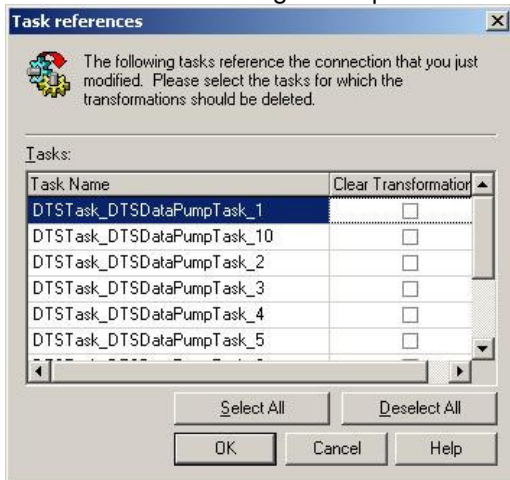 Task references
The following tasks reference the connection that you just
modified. Please select the tasks for which the
transformations should be deleted.
Tasks:
Task Name Clear Transformation
DTSTask_DTSDataPumpTask_1
DTSTask_DTSDataPumpTask_10
DTSTask_DTSDataPumpTask_2
DTSTask_DTSDataPumpTask_3
DTSTask_DTSDataPumpTask_4
DTSTask_DTSDataPumpTask_5
Select All Deselect All
OK Cancel Help